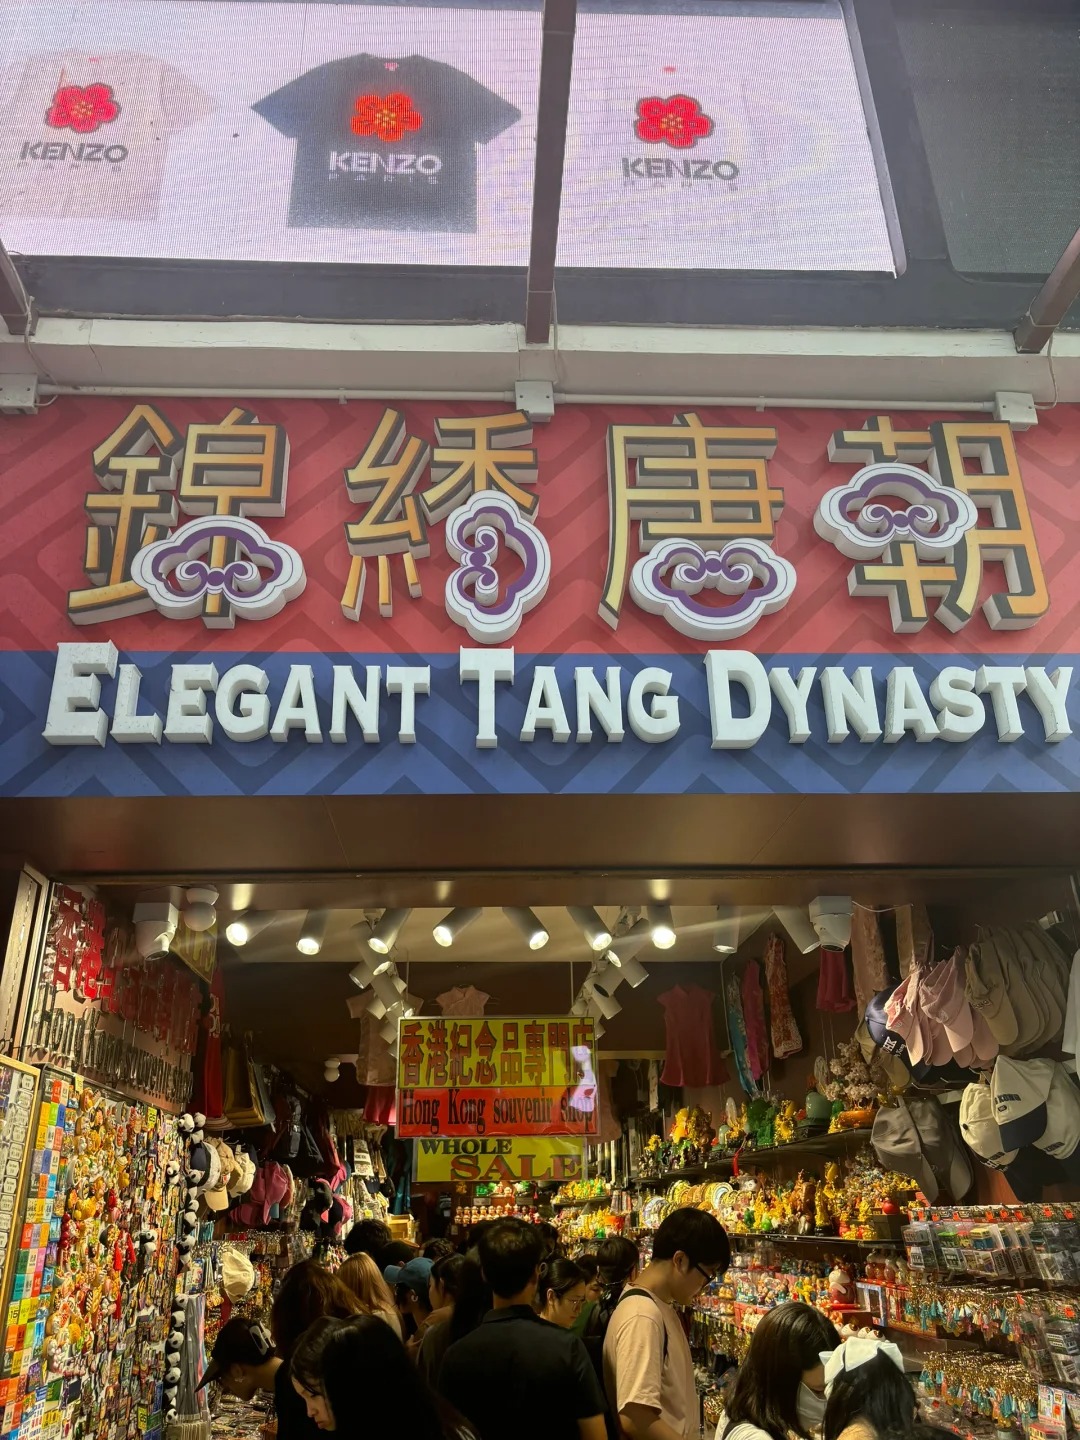 KENZO
PARIS
KENZO
PARIS
KENZO
PARIS
錦綉唐朝
ELEGANT TANG DYNASTY
香港紀念品專門店
Hong Kong souvenir shop
WHOLE
SALE